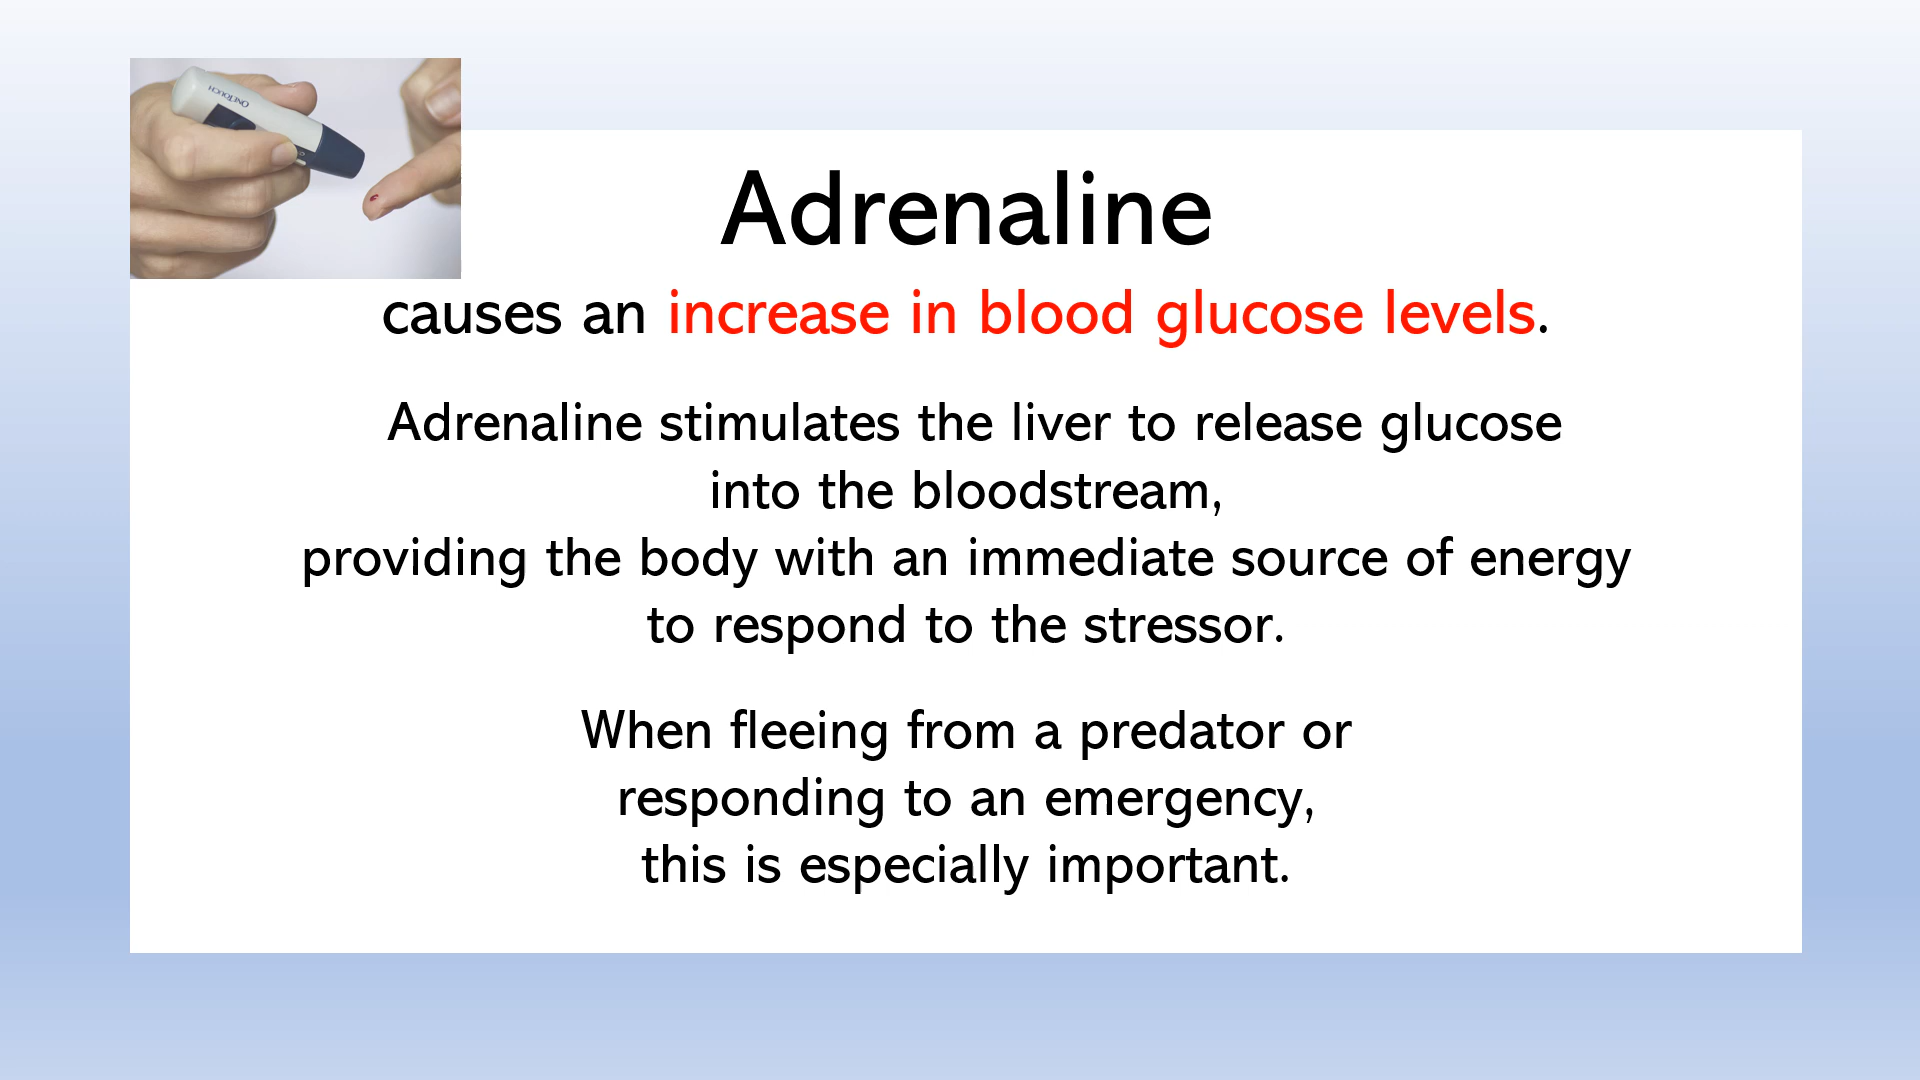 ONETOUCH
Adrenaline
causes an increase in blood glucose levels.
Adrenaline stimulates the liver to release glucose
into the bloodstream,
providing the body with an immediate source of energy
to respond to the stressor.
When fleeing from a predator or
responding to an emergency,
this is especially important.